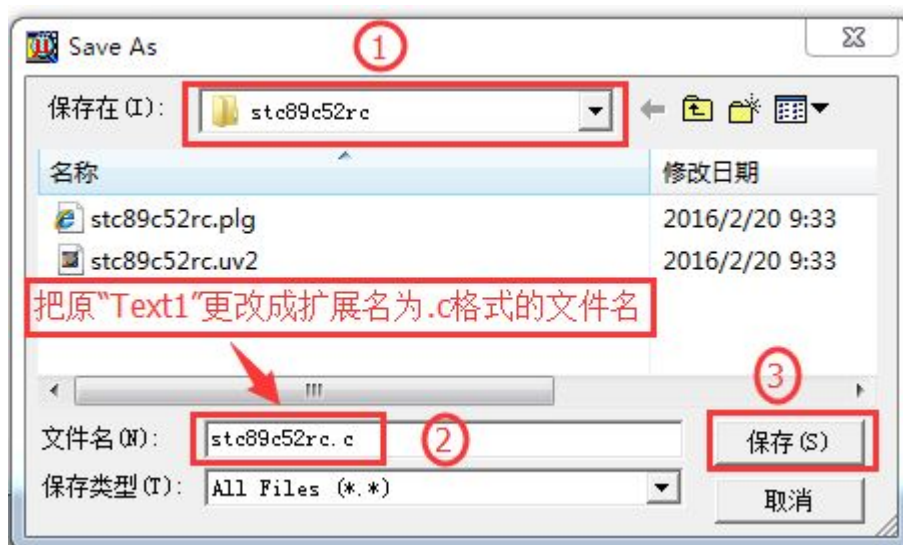 Save As
①
保存在(I):
stc89c52rc
名称
修改日期
stc89c52rc.plg
2016/2/20 9:33
stc89c52rc.uv2
2016/2/20 9:33
把原“Text1”更改成扩展名为.c格式的文件名
③
文件名(N):
stc89c52rc.c
②
保存(S)
保存类型(T):
All Files (*.*)
取消